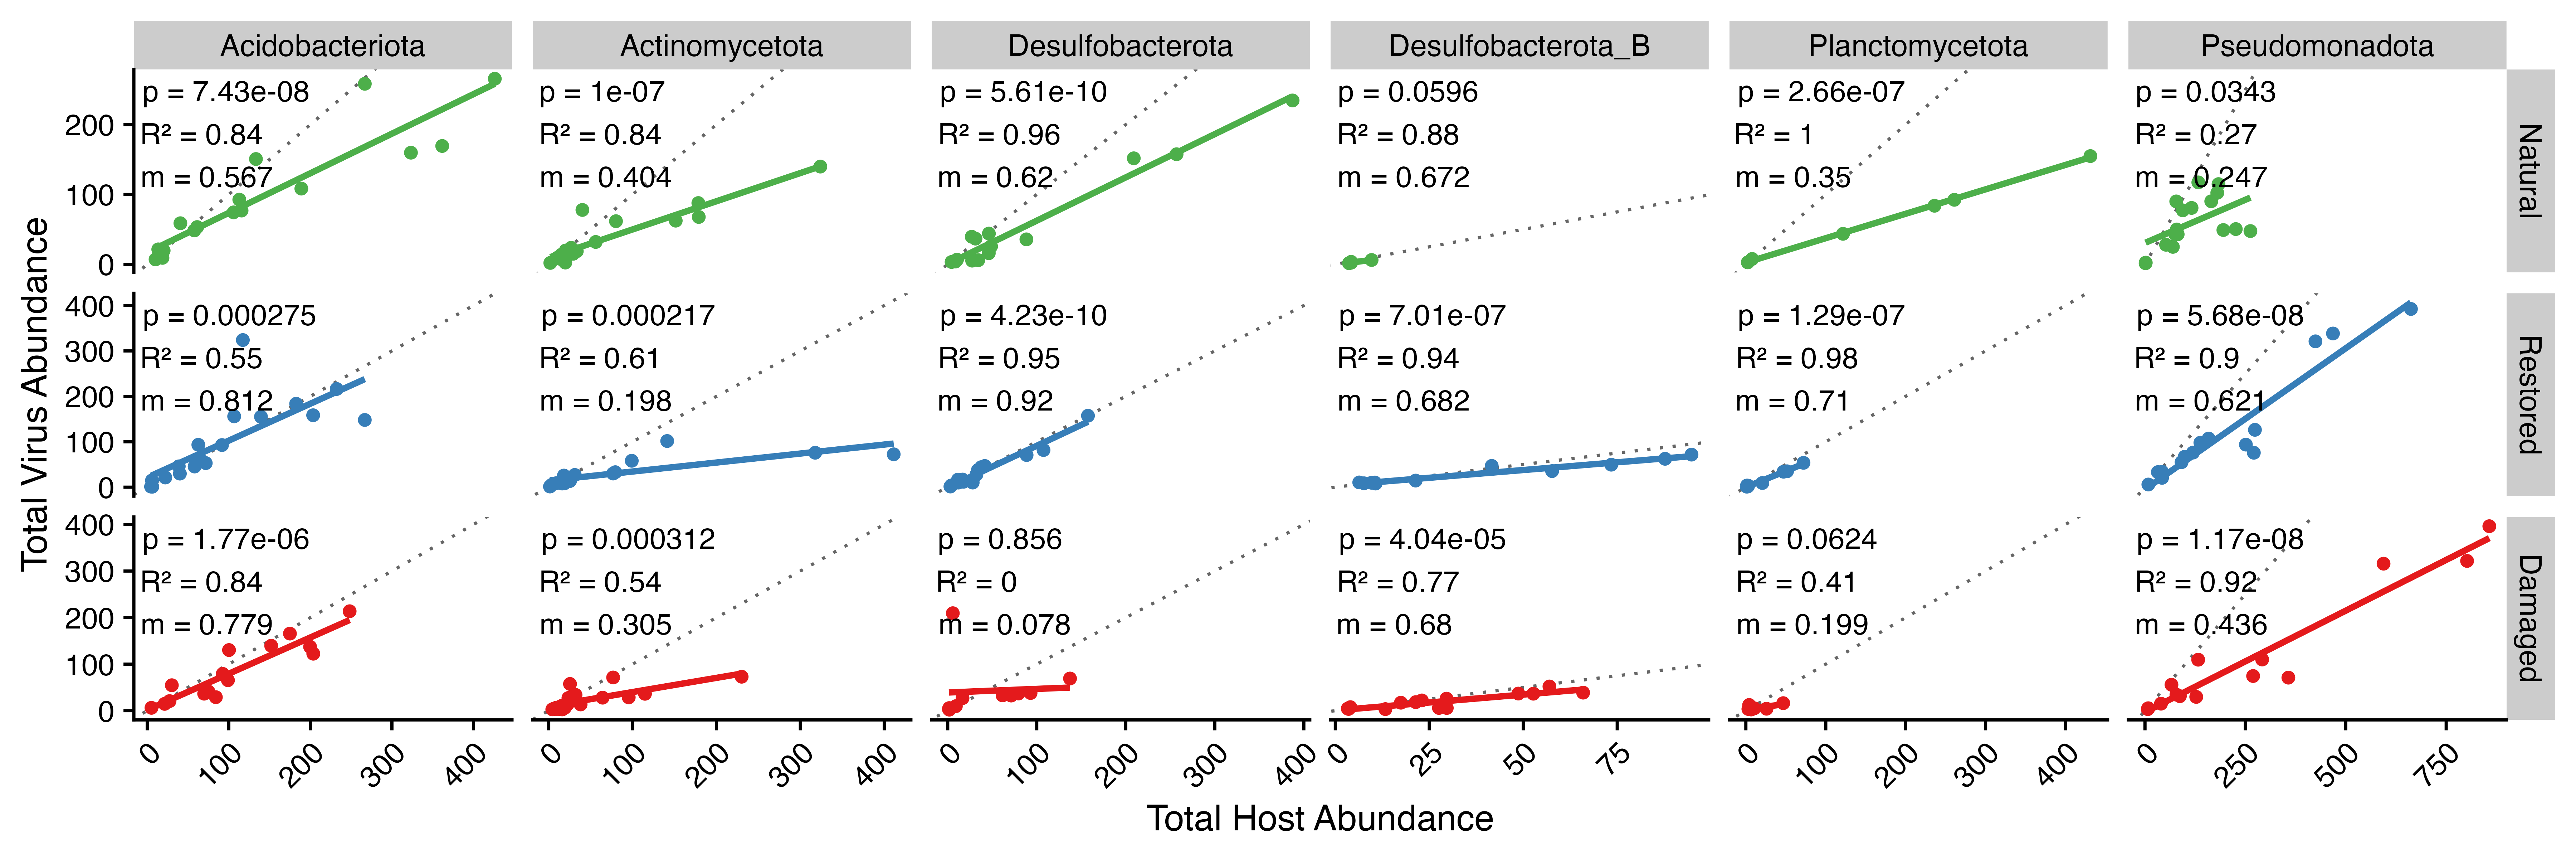 Acidobacteriota
Actinomycetota
Desulfobacterota
Desulfobacterota_B
Planctomycetota
Pseudomonadota
Total Virus Abundance
200
100
0
p = 7.43e-08
R² = 0.84
m = 0.567
p = 1e-07
R² = 0.84
m = 0.404
p = 5.61e-10
R² = 0.96
m = 0.62
p = 0.0596
R² = 0.88
m = 0.672
p = 2.66e-07
R² = 1
m = 0.35
p = 0.0343
R² = 0.27
m = 0.247
Natural
400
300
200
100
0
p = 0.000275
R² = 0.55
m = 0.812
p = 0.000217
R² = 0.61
m = 0.198
p = 4.23e-10
R² = 0.95
m = 0.92
p = 7.01e-07
R² = 0.94
m = 0.682
p = 1.29e-07
R² = 0.98
m = 0.71
p = 5.68e-08
R² = 0.9
m = 0.621
Restored
400
300
200
100
0
p = 1.77e-06
R² = 0.84
m = 0.779
p = 0.000312
R² = 0.54
m = 0.305
p = 0.856
R² = 0
m = 0.078
p = 4.04e-05
R² = 0.77
m = 0.68
p = 0.0624
R² = 0.41
m = 0.199
p = 1.17e-08
R² = 0.92
m = 0.436
Damaged
0 100 200 300 400
0 100 200 300 400
0 100 200 300 400
0 25 50 75
0 100 200 300 400
0 250 500 750
Total Host Abundance